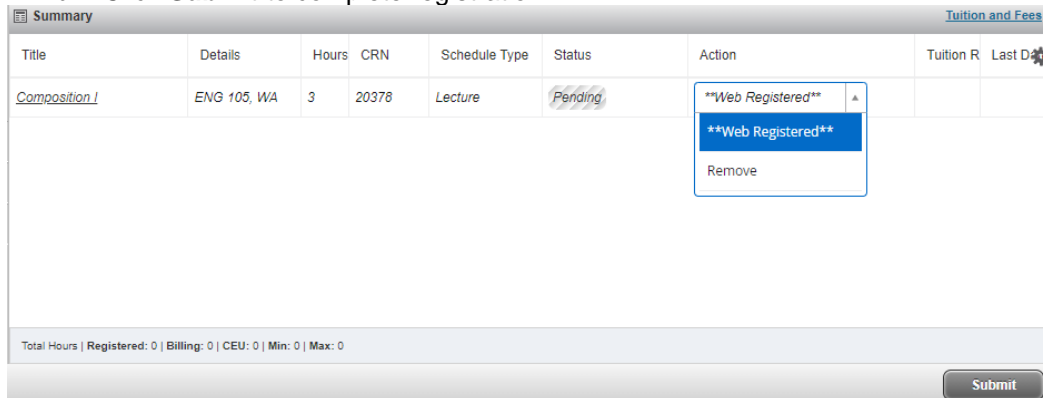 Summary Tuition and Fees
Title Details Hours CRN Schedule Type Status Action Tuition R Last D
Composition I ENG 105, WA 3 20378 Lecture Pending **Web Registered**
**Web Registered**
Remove
Total Hours | Registered: 0 | Billing: 0 | CEU: 0 | Min: 0 | Max: 0
Submit